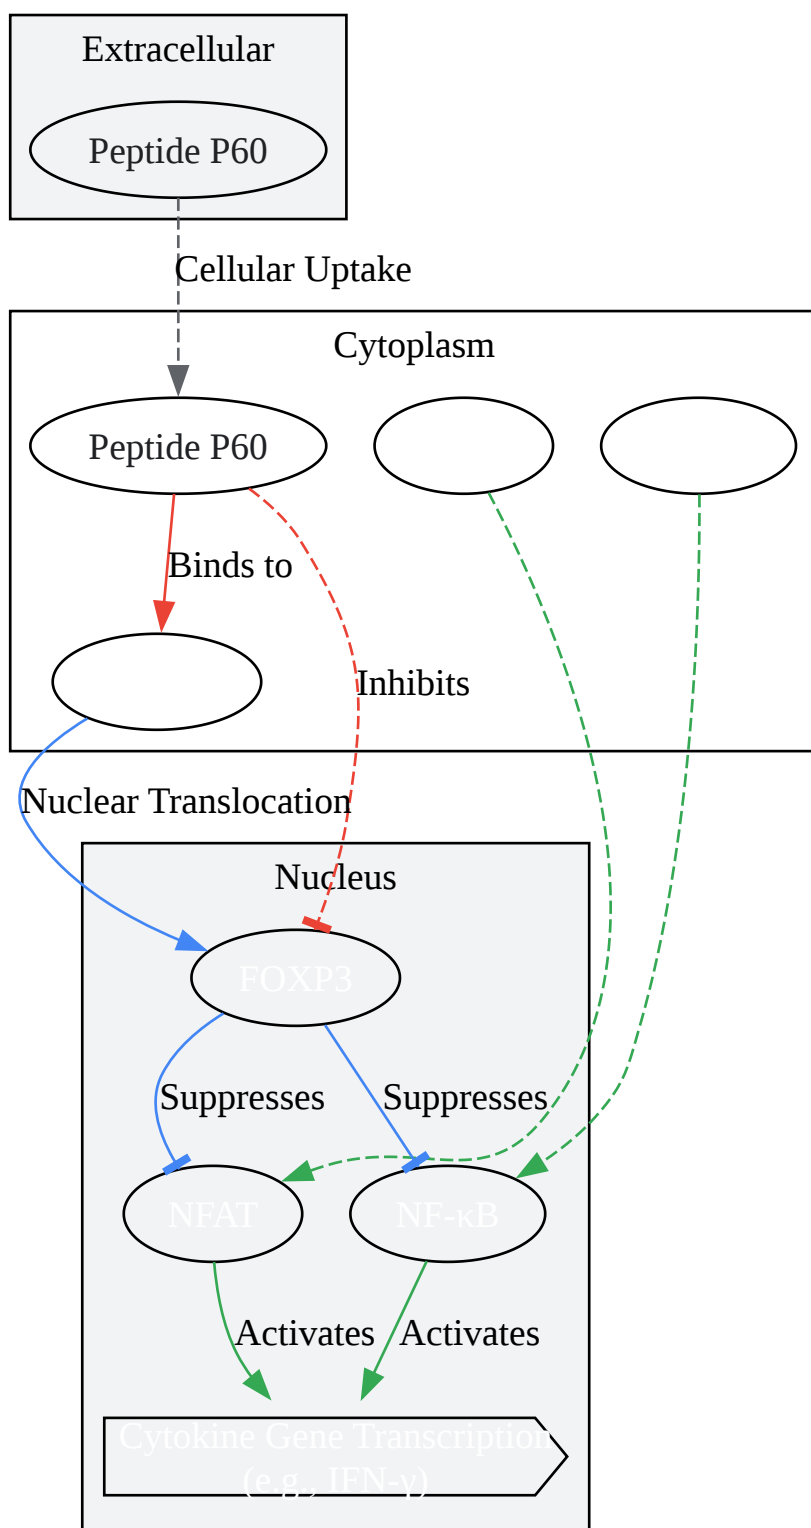 Extracellular
Peptide P60
Cellular Uptake
Cytoplasm
Peptide P60
Binds to
Inhibits
Nuclear Translocation
Nucleus
FOXP3
Suppresses
Suppresses
NFAT
NF-κB
Activates
Activates
Cytokine Gene Transcription
(e.g., IFN-γ)